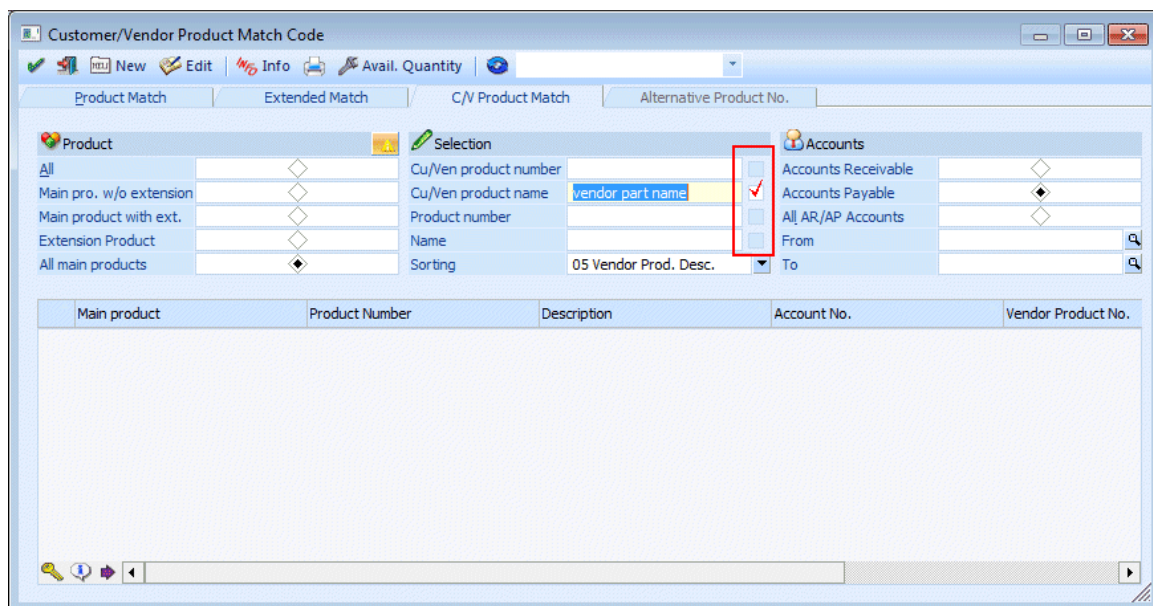 Customer/Vendor Product Match Code
New Edit Info Avail. Quantity
Product Match Extended Match C/V Product Match Alternative Product No.
Product Selection Accounts
All Cu/Ven product number Accounts Receivable
Main pro. w/o extension Cu/Ven product name vendor part name Accounts Payable
Main product with ext. Product number All AR/AP Accounts
Extension Product Name From
All main products Sorting 05 Vendor Prod. Desc. To
Main product Product Number Description Account No. Vendor Product No.